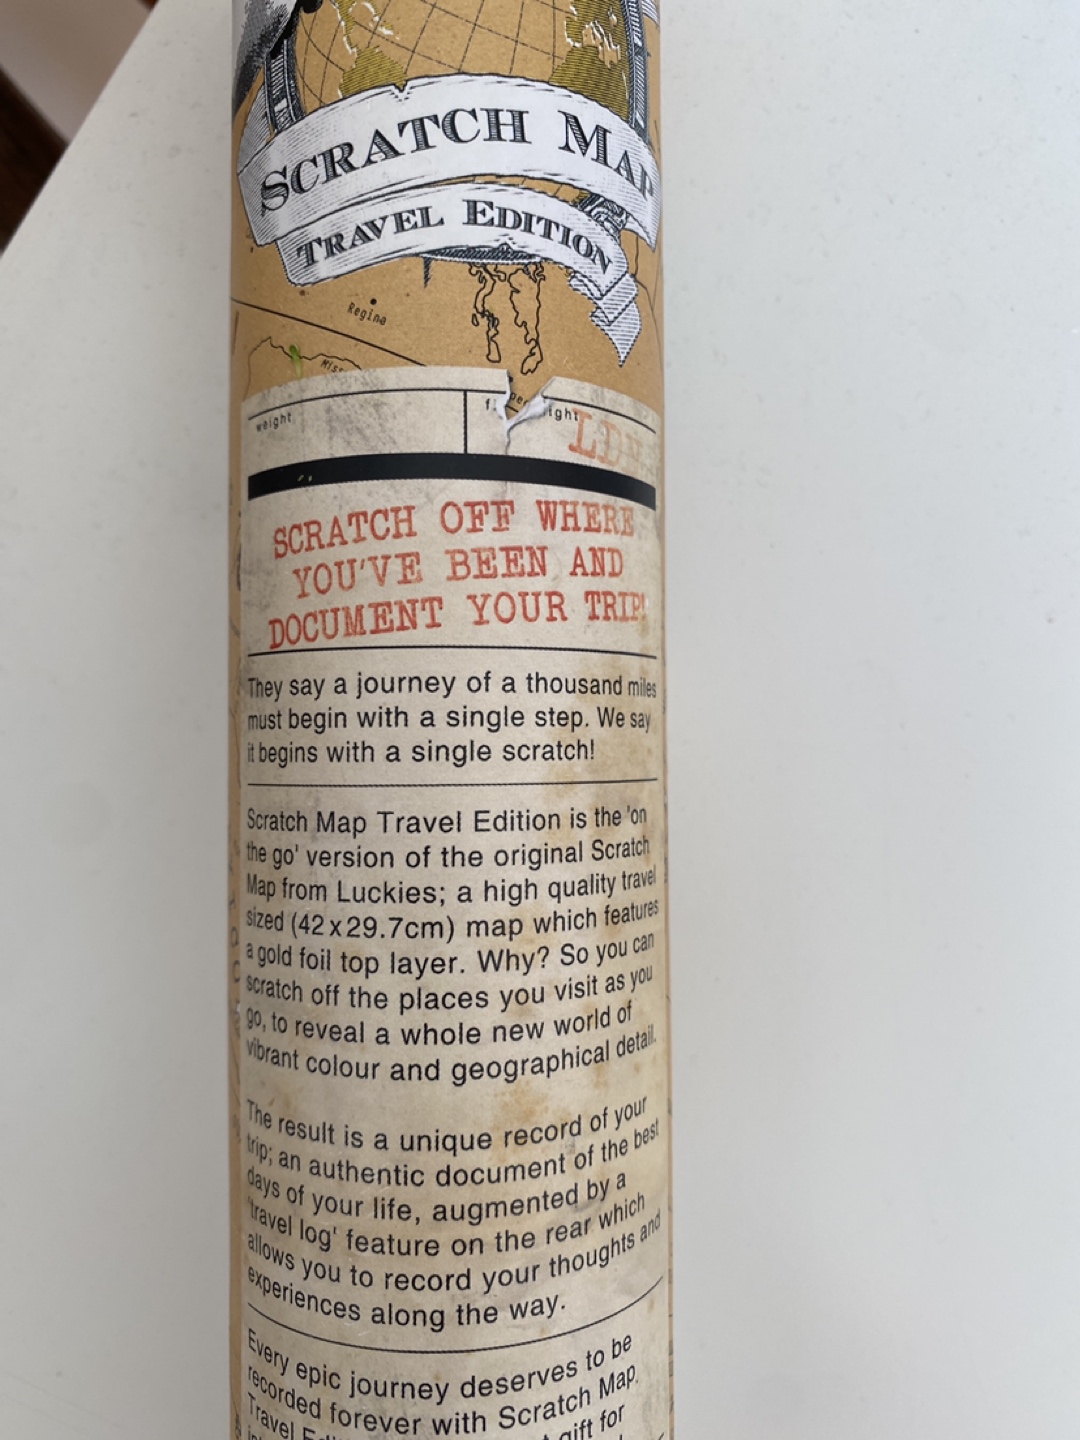 SCRATCH MAP
TRAVEL EDITION
Regina
weight
LDN
SCRATCH OFF WHERE
YOU'VE BEEN AND
DOCUMENT YOUR TRIP!
They say a journey of a thousand miles
must begin with a single step. We say
it begins with a single scratch!
Scratch Map Travel Edition is the 'on
the go' version of the original Scratch
Map from Luckies; a high quality travel
sized (42x29.7cm) map which features
a gold foil top layer. Why? So you can
scratch off the places you visit as you
go, to reveal a whole new world of
vibrant colour and geographical detail.
The result is a unique record of your
trip; an authentic document of the best
days of your life, augmented by a
'travel log' feature on the rear which
allows you to record your thoughts and
experiences along the way.
Every epic journey deserves to be
recorded forever with Scratch Map
Travel
gift for